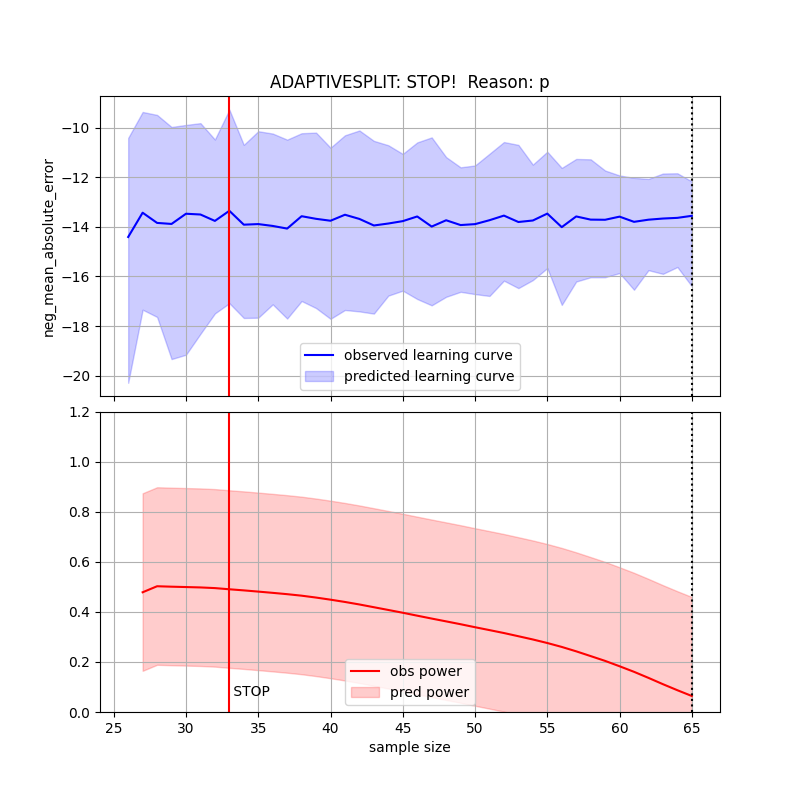 ADAPTIVESPLIT: STOP!  Reason: p
neg_mean_absolute_error
−10
−12
−14
−16
−18
−20
observed learning curve
predicted learning curve
1.2
1.0
0.8
0.6
0.4
0.2
0.0
STOP
obs power
pred power
25 30 35 40 45 50 55 60 65
sample size